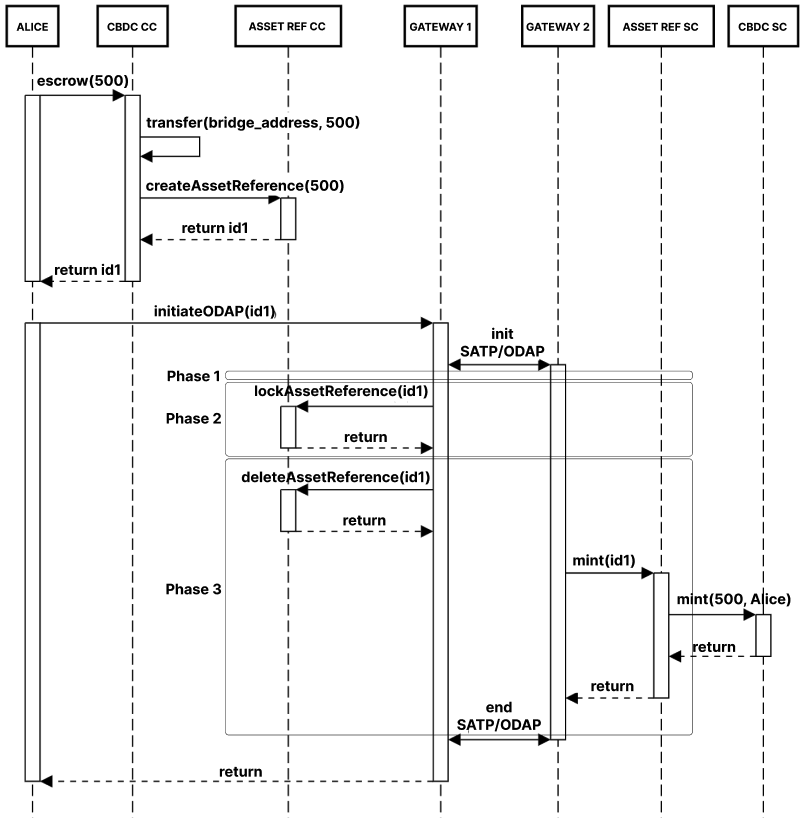 ALICE
CBDC CC
ASSET REF CC
GATEWAY 1
GATEWAY 2
ASSET REF SC
CBDC SC
escrow(500)
transfer(bridge_address, 500)
createAssetReference(500)
return id1
return id1
initiateODAP(id1)
init
SATP/ODAP
Phase 1
lockAssetReference(id1)
Phase 2
return
deleteAssetReference(id1)
return
mint(id1)
Phase 3
mint(500, Alice)
return
return
end
SATP/ODAP
return